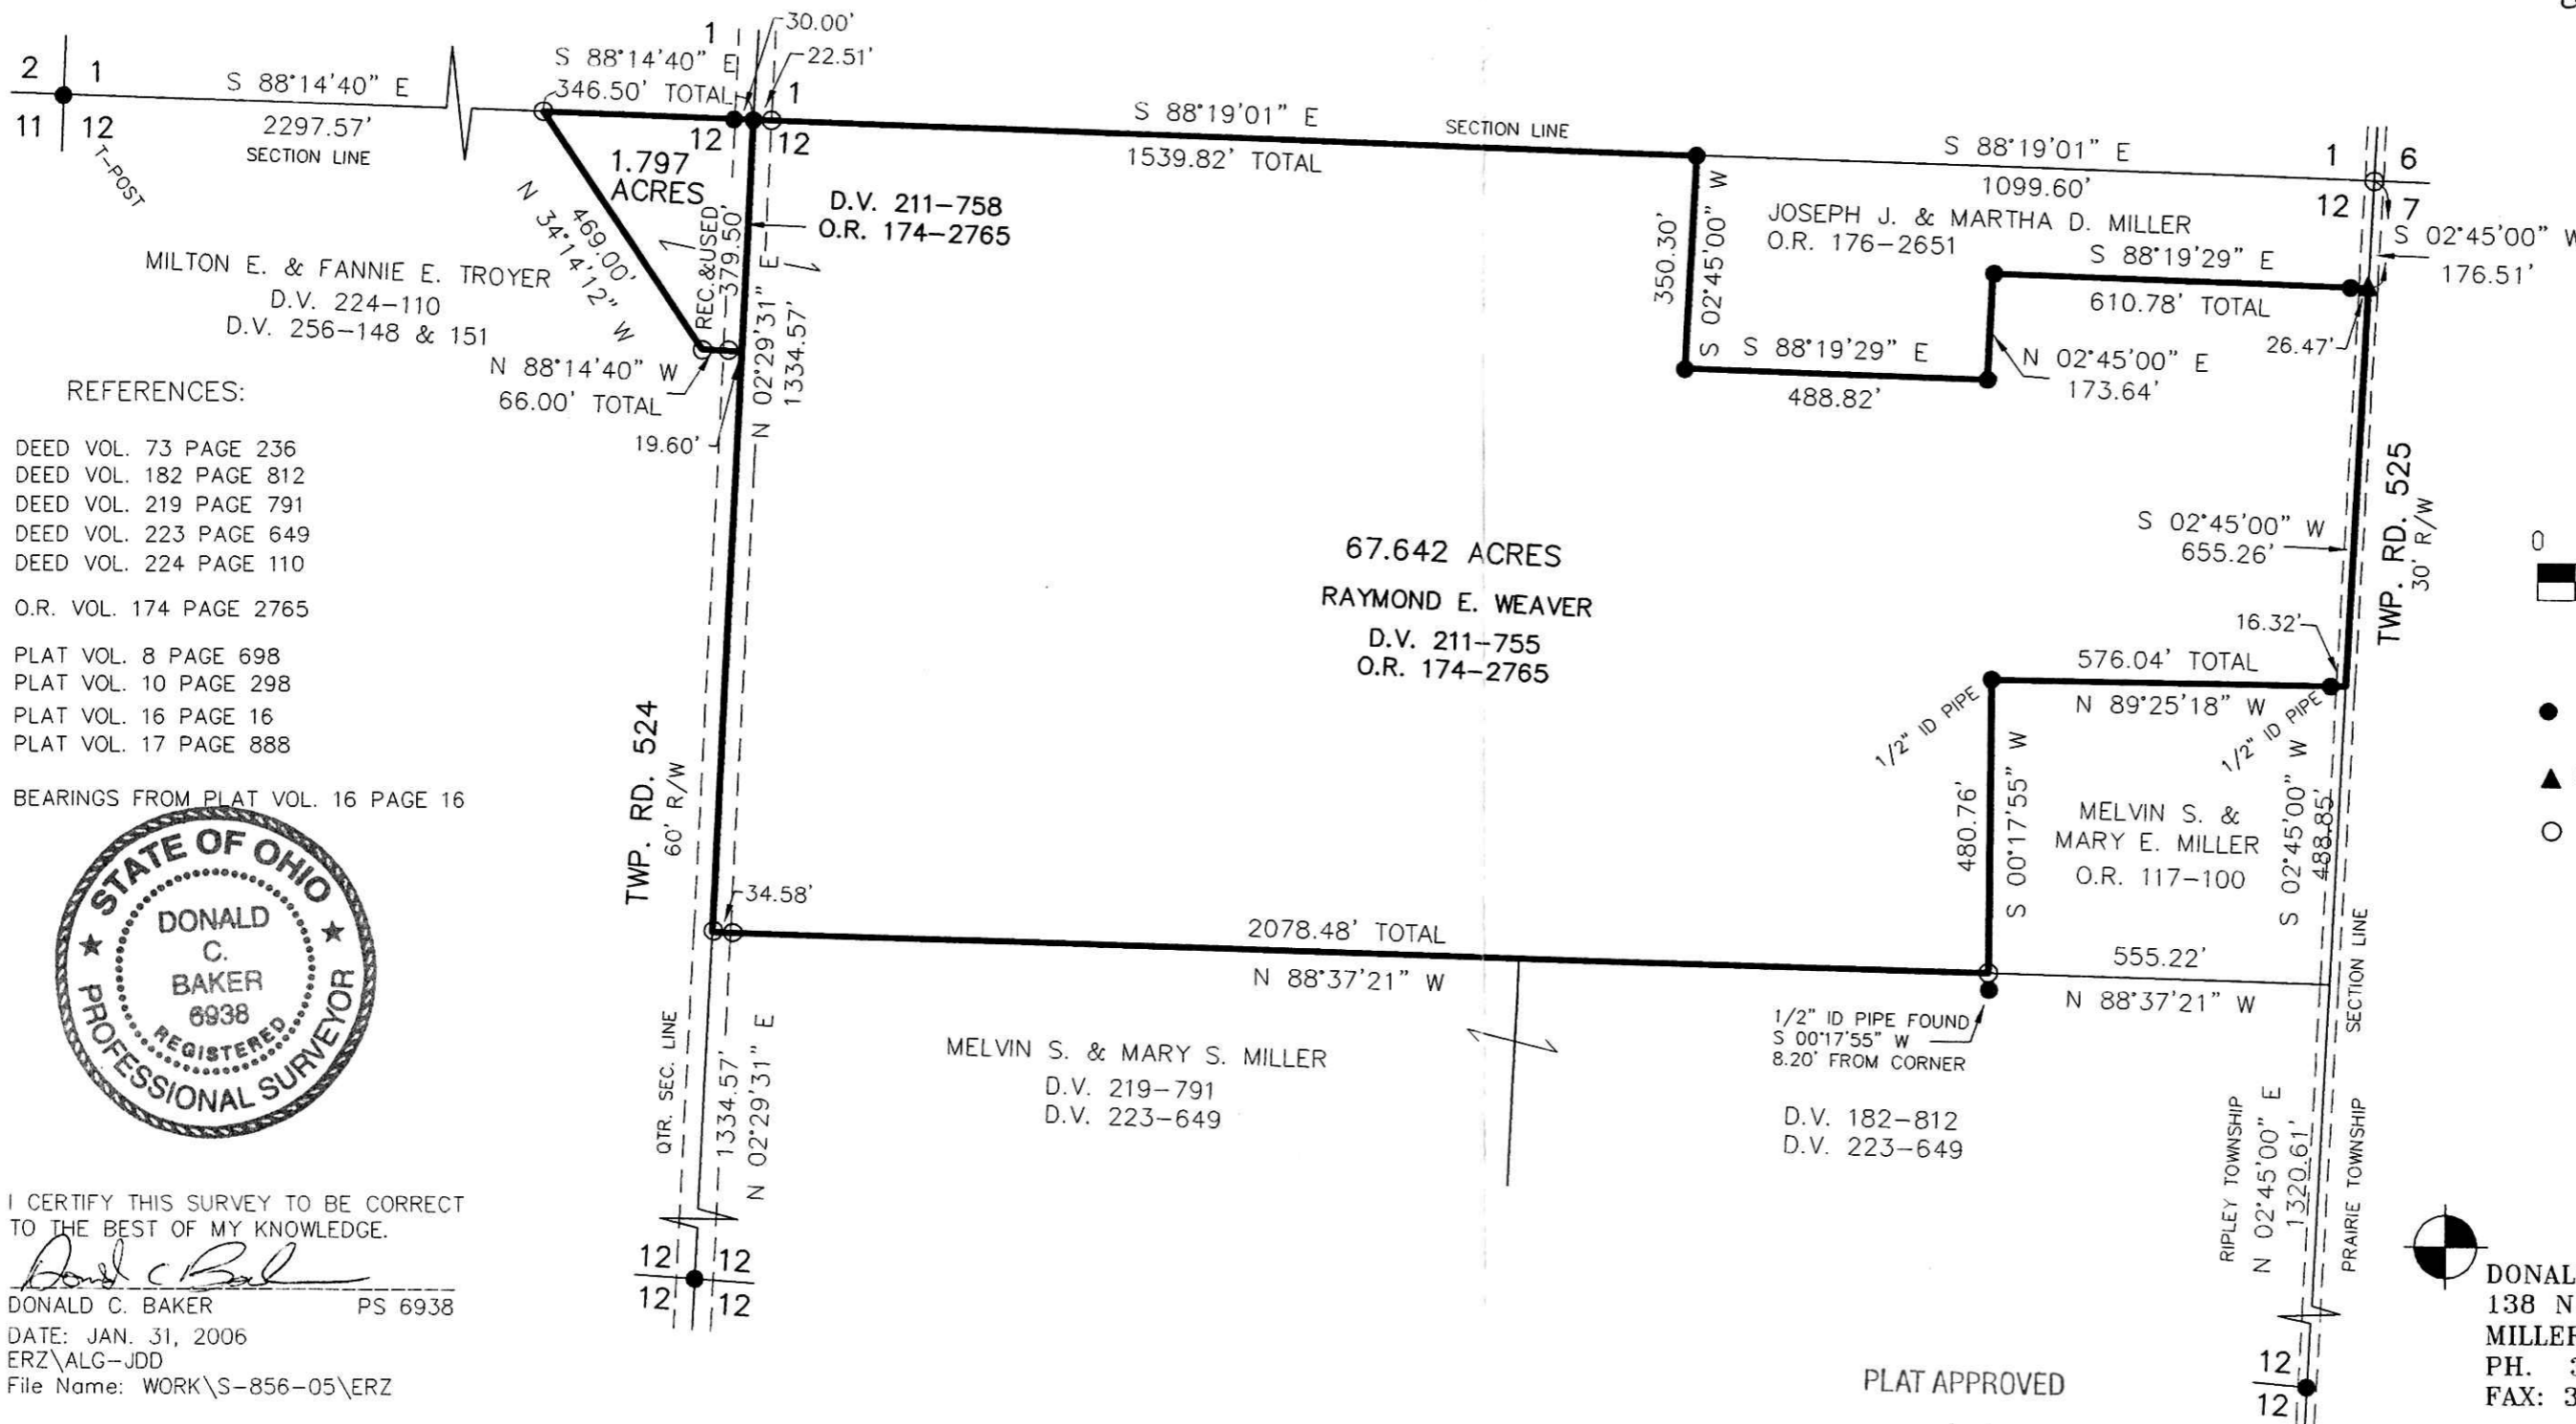 2
1
11
12
T-POST
S 88°14'40" E
2297.57'
SECTION LINE
S 88°14'40" E
346.50' TOTAL
1
30.00'
22.51'
1
12
12
S 88°19'01" E
1539.82' TOTAL
SECTION LINE
S 88°19'01" E
1099.60'
1
6
12
7
S 02°45'00" W
176.51'
1.797
ACRES
469.00'
N 34°14'12" W
REC.&USED
379.50'
N 02°29'31" E
1334.57'
D.V. 211-758
O.R. 174-2765
MILTON E. & FANNIE E. TROYER
D.V. 224-110
D.V. 256-148 & 151
N 88°14'40" W
66.00' TOTAL
19.60'
350.30'
S 02°45'00" W
JOSEPH J. & MARTHA D. MILLER
O.R. 176-2651
S 88°19'29" E
610.78' TOTAL
26.47'
S 88°19'29" E
488.82'
N 02°45'00" E
173.64'
REFERENCES:
DEED VOL. 73 PAGE 236
DEED VOL. 182 PAGE 812
DEED VOL. 219 PAGE 791
DEED VOL. 223 PAGE 649
DEED VOL. 224 PAGE 110
O.R. VOL. 174 PAGE 2765
PLAT VOL. 8 PAGE 698
PLAT VOL. 10 PAGE 298
PLAT VOL. 16 PAGE 16
PLAT VOL. 17 PAGE 888
BEARINGS FROM PLAT VOL. 16 PAGE 16
67.642 ACRES
RAYMOND E. WEAVER
D.V. 211-755
O.R. 174-2765
S 02°45'00" W
655.26'
TWP. RD. 525
30' R/W
0
16.32'
576.04' TOTAL
N 89°25'18" W
1/2" ID PIPE
1/2" ID PIPE
480.76'
S 00°17'55" W
MELVIN S. &
MARY E. MILLER
O.R. 117-100
S 02°45'00" W
488.85'
TWP. RD. 524
60' R/W
34.58'
2078.48' TOTAL
N 88°37'21" W
555.22'
N 88°37'21" W
SECTION LINE
1/2" ID PIPE FOUND
S 00°17'55" W
8.20' FROM CORNER
MELVIN S. & MARY S. MILLER
D.V. 219-791
D.V. 223-649
D.V. 182-812
D.V. 223-649
QTR. SEC. LINE
1334.57'
N 02°29'31" E
RIPLEY TOWNSHIP
N 02°45'00" E
1320.61'
PRAIRIE TOWNSHIP
12
12
12
12
12
12
STATE OF OHIO
DONALD
C.
BAKER
6938
REGISTERED
PROFESSIONAL SURVEYOR
I CERTIFY THIS SURVEY TO BE CORRECT
TO THE BEST OF MY KNOWLEDGE.
Donald C Baker
DONALD C. BAKER PS 6938
DATE: JAN. 31, 2006
ERZ\ALG-JDD
File Name: WORK\S-856-05\ERZ
PLAT APPROVED
138 N
PH.
FAX: